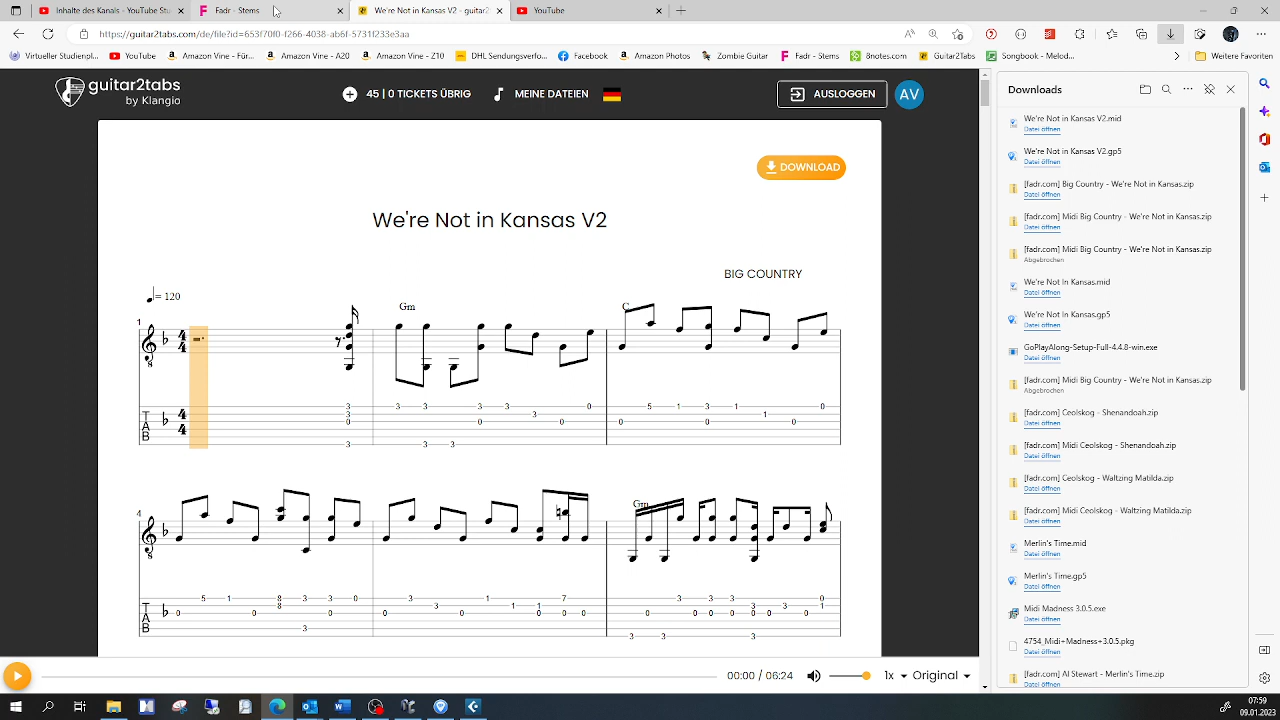 Inhalte des Kanals - YouTube Stu
Fadr - Stems
We're Not in Kansas V2 - guitar2
YouTube
https://guitar2tabs.com/de/file?id=653f70f0-f266-4038-ab6f-5731f233e3aa
Virtueller Studienel...
YouTube
Amazon Vine - Für...
Amazon Vine - A20
Amazon Vine - Z10
DHL Sendungsverfo...
Facebook
Amazon Photos
Zombie Guitar
Fadr - Stems
8notes.com
Guitar2Tabs
Songbook - Melod...
Weitere Favoriten
guitar2tabs
by Klangio
45 | 0 TICKETS ÜBRIG
MEINE DATEIEN
AUSLOGGEN
AV
DOWNLOAD
We're Not in Kansas V2
BIG COUNTRY
= 120
Gm
C
1
4
Gm
00:00 / 06:24
1x
Original
Downloads
We're Not in Kansas V2.mid
Datei öffnen
We're Not in Kansas V2.gp5
Datei öffnen
[fadr.com] Big Country - We're Not in Kansas.zip
Datei öffnen
[fadr.com] Midi Big Country - We're Not in Kansas.zip
Datei öffnen
[fadr.com] Midi Big Country - We're Not in Kansas.zip
Abgebrochen
We're Not In Kansas.mid
Datei öffnen
We're Not in Kansas.gp5
Datei öffnen
GoPlayAlong-Setup-Full-4.4.8-win.exe
Datei öffnen
[fadr.com] Midi Big Country - We're Not in Kansas.zip
Abgebrochen
[fadr.com] Ceolskog - Shenandoah.zip
Datei öffnen
[fadr.com] Midi Ceolskog - Shenandoah.zip
Datei öffnen
[fadr.com] Ceolskog - Waltzing Matilda.zip
Datei öffnen
[fadr.com] Midi Ceolskog - Waltzing Matilda.zip
Datei öffnen
Merlin's Time.mid
Datei öffnen
Merlin's Time.gp5
Datei öffnen
Midi Madness 3.0.5.exe
Datei öffnen
4754_Midi+Madness+3.0.5.pkg
Datei öffnen
[fadr.com] Al Stewart - Merlin's Time.zip
Datei öffnen
07:59
09.01.2023